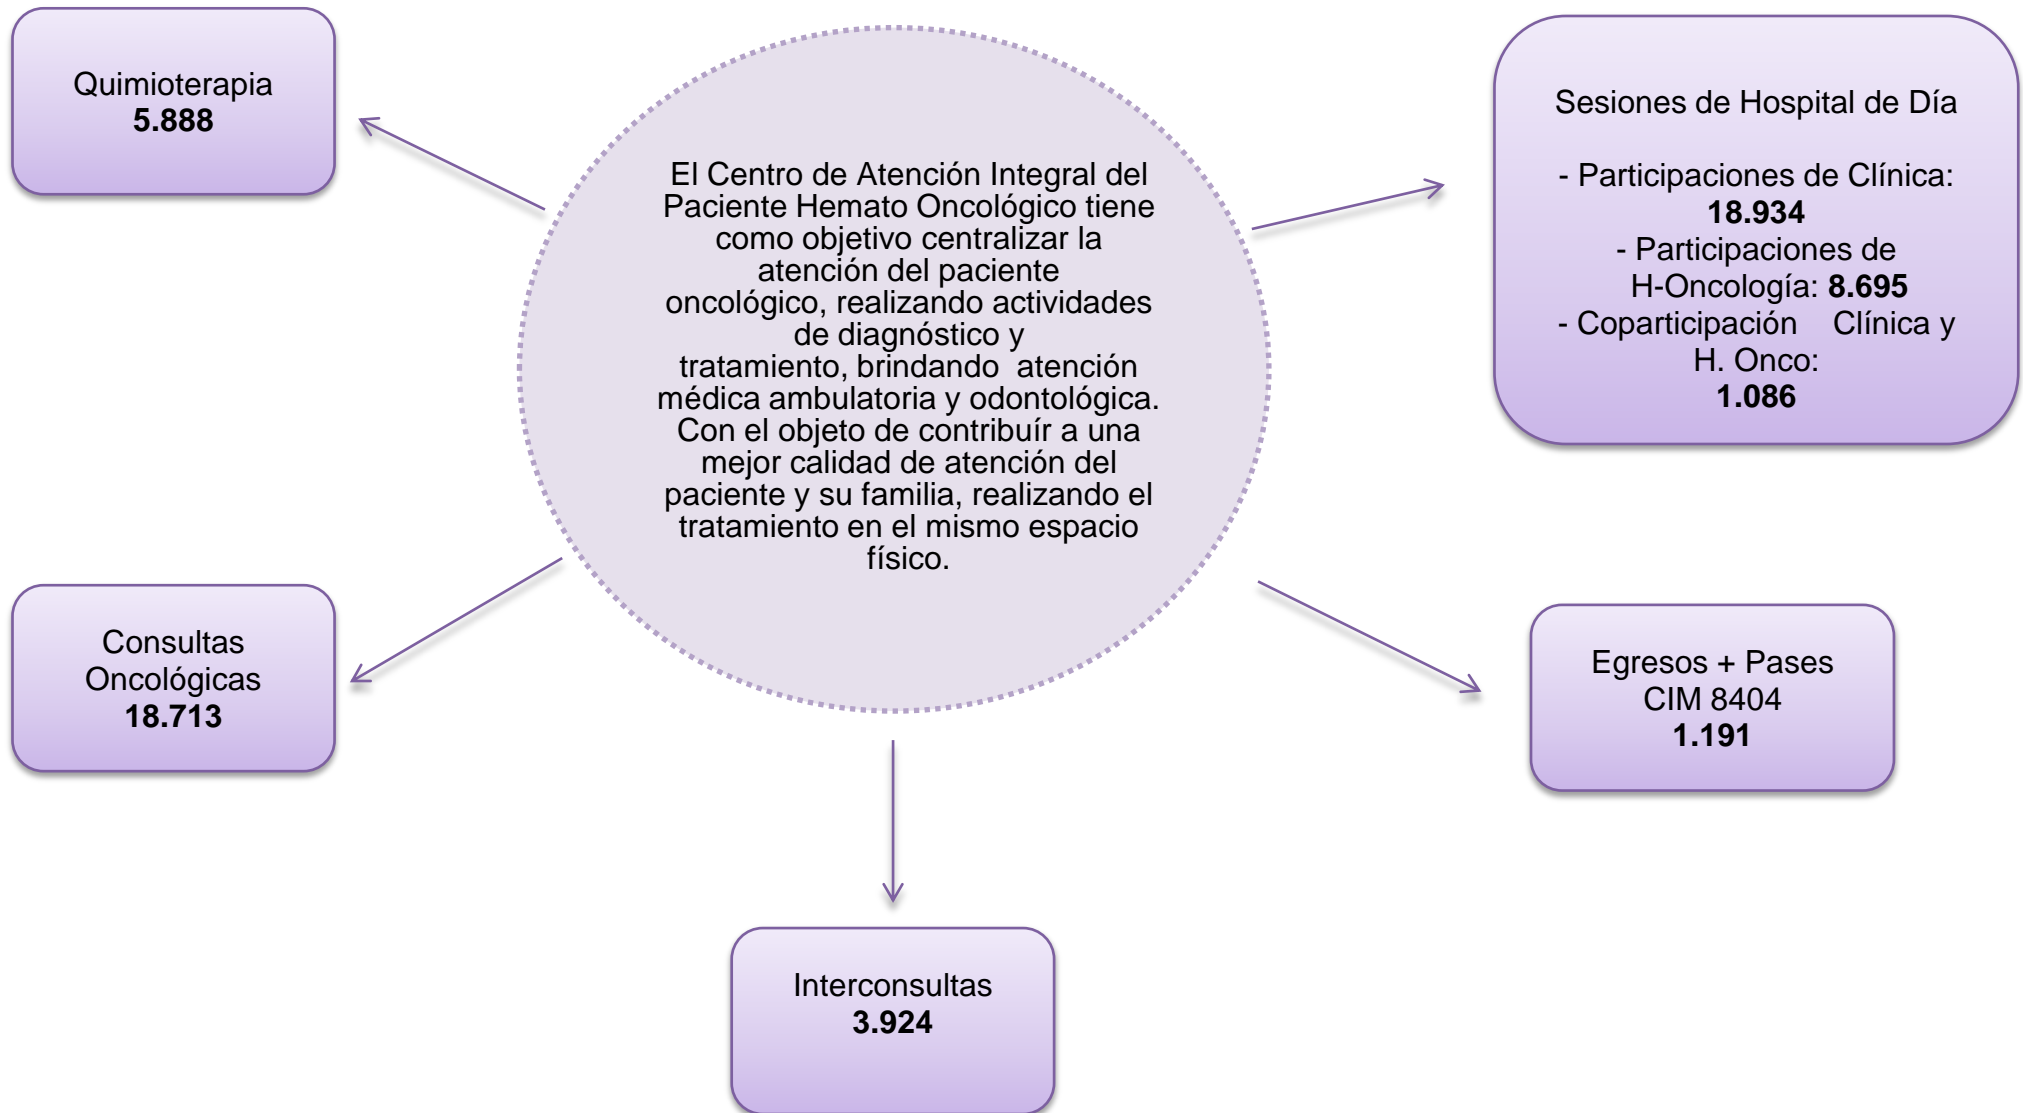 Quimioterapia
5.888
El Centro de Atención Integral del
Paciente Hemato Oncológico tiene
como objetivo centralizar la
atención del paciente
oncológico, realizando actividades
de diagnóstico y
tratamiento, brindando atención
médica ambulatoria y odontológica.
Con el objeto de contribuír a una
mejor calidad de atención del
paciente y su familia, realizando el
tratamiento en el mismo espacio
físico.
Sesiones de Hospital de Día
- Participaciones de Clínica:
18.934
- Participaciones de
H-Oncología: 8.695
- Coparticipación Clínica y
H. Onco:
1.086
Consultas
Oncológicas
18.713
Egresos + Pases
CIM 8404
1.191
Interconsultas
3.924